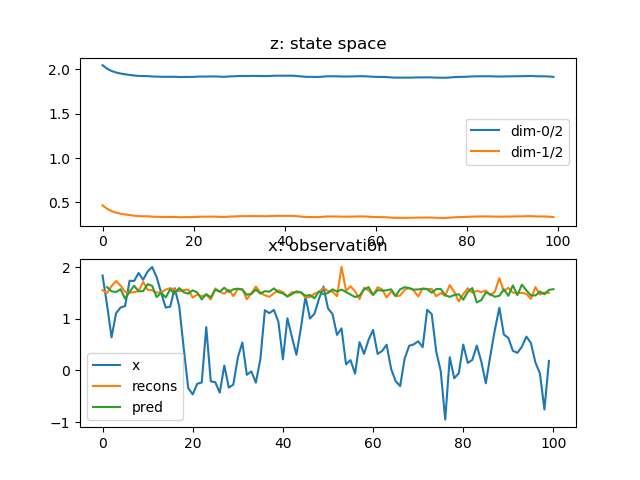 z: state space
2.0
1.5
1.0
0.5
dim-0/2
dim-1/2
0 20 40 60 80 100
x: observation
2
1
0
−1
x
recons
pred
0 20 40 60 80 100